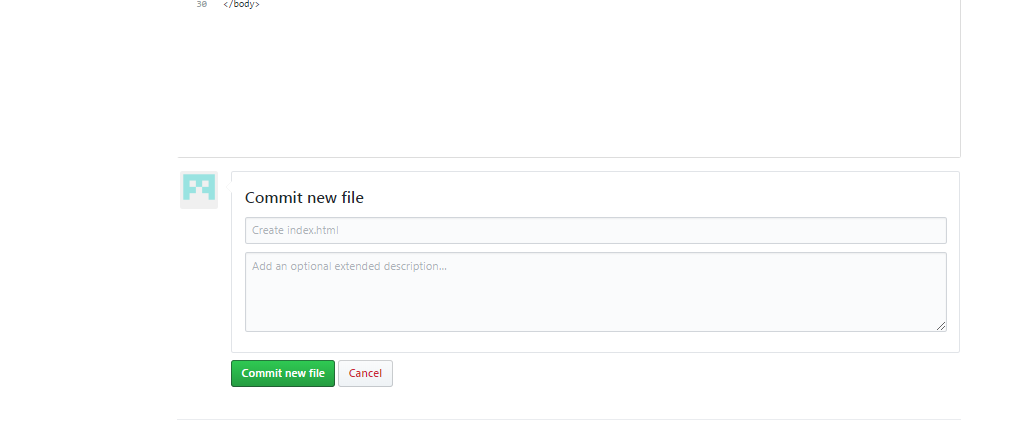 30 </body>
Commit new file
Create index.html
Add an optional extended description...
Commit new file Cancel